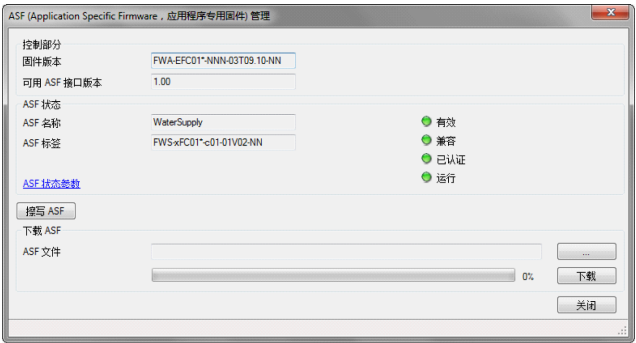 ASF (Application Specific Firmware，应用程序专用固件) 管理
控制部分
固件版本 FWA-EFC01*-NNN-03T09.10-NN
可用 ASF 接口版本 1.00
ASF 状态
ASF 名称 WaterSupply 有效
ASF 标签 FWS-xFC01*-c01-01V02-NN 兼容
已认证
运行
ASF 状态参数
擦写 ASF
下载 ASF
ASF 文件 ...
0% 下载
关闭